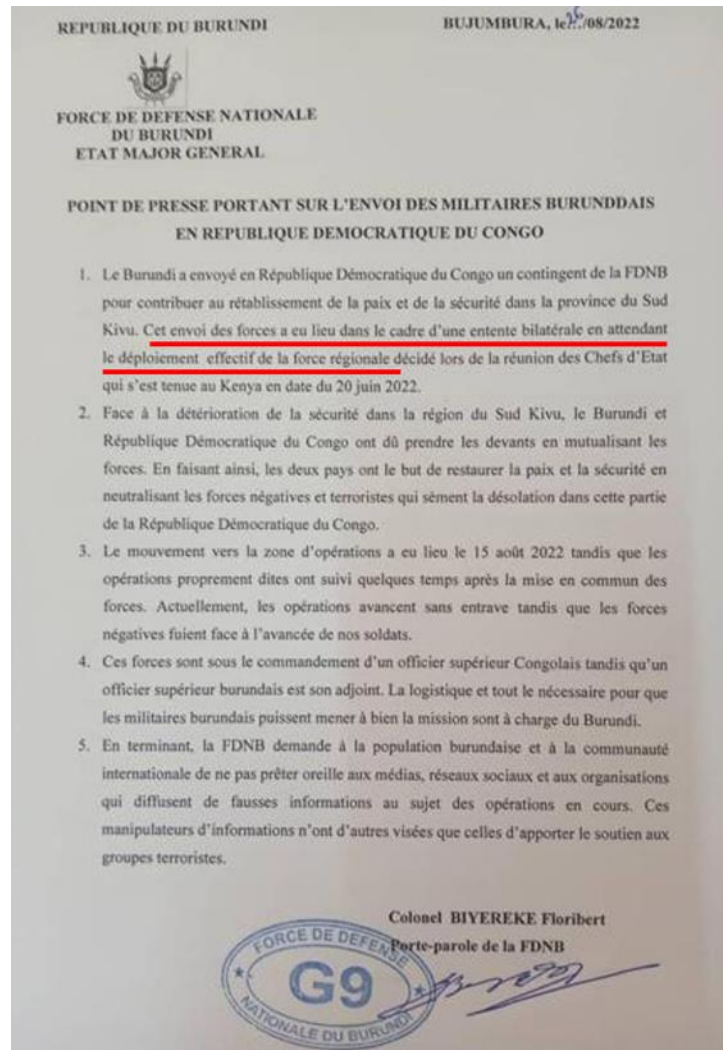 REPUBLIQUE DU BURUNDI
BUJUMBURA, le 26/08/2022
FORCE DE DEFENSE NATIONALE
DU BURUNDI
ETAT MAJOR GENERAL
POINT DE PRESSE PORTANT SUR L'ENVOI DES MILITAIRES BURUNDDAIS
EN REPUBLIQUE DEMOCRATIQUE DU CONGO
1. Le Burundi a envoyé en République Démocratique du Congo un contingent de la FDNB
pour contribuer au rétablissement de la paix et de la sécurité dans la province du Sud
Kivu. Cet envoi des forces a eu lieu dans le cadre d'une entente bilatérale en attendant
le déploiement effectif de la force régionale décidé lors de la réunion des Chefs d'Etat
qui s'est tenue au Kenya en date du 20 juin 2022.
2. Face à la détérioration de la sécurité dans la région du Sud Kivu, le Burundi et
République Démocratique du Congo ont dû prendre les devants en mutualisant les
forces. En faisant ainsi, les deux pays ont le but de restaurer la paix et la sécurité en
neutralisant les forces négatives et terroristes qui sèment la désolation dans cette partie
de la République Démocratique du Congo.
3. Le mouvement vers la zone d'opérations a eu lieu le 15 août 2022 tandis que les
opérations proprement dites ont suivi quelques temps après la mise en commun des
forces. Actuellement, les opérations avancent sans entrave tandis que les forces
négatives fuient face à l'avancée de nos soldats.
4. Ces forces sont sous le commandement d'un officier supérieur Congolais tandis qu'un
officier supérieur burundais est son adjoint. La logistique et tout le nécessaire pour que
les militaires burundais puissent mener à bien la mission sont à charge du Burundi.
5. En terminant, la FDNB demande à la population burundaise et à la communauté
internationale de ne pas prêter oreille aux médias, réseaux sociaux et aux organisations
qui diffusent de fausses informations au sujet des opérations en cours. Ces
manipulateurs d'informations n'ont d'autres visées que celles d'apporter le soutien aux
groupes terroristes.
Colonel BIYEREKE Floribert
Porte-parole de la FDNB
FORCE DE DEFENSE
G9
NATIONALE DU BURUNDI